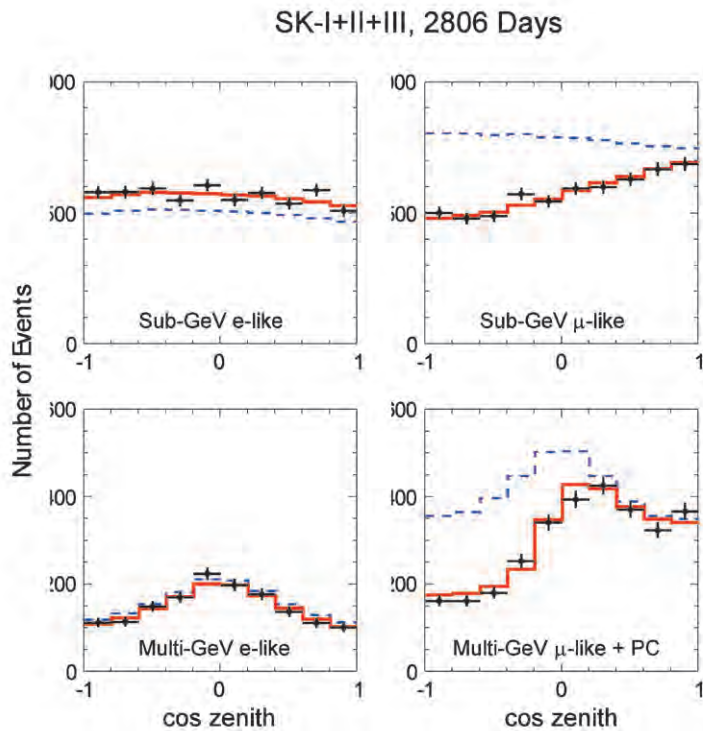 SK-I+II+III, 2806 Days
Number of Events
0
Sub-GeV e-like
-1 0 1
0
Sub-GeV μ-like
-1 0 1
0
Multi-GeV e-like
-1 0 1
cos zenith
0
Multi-GeV μ-like + PC
-1 0 1
cos zenith